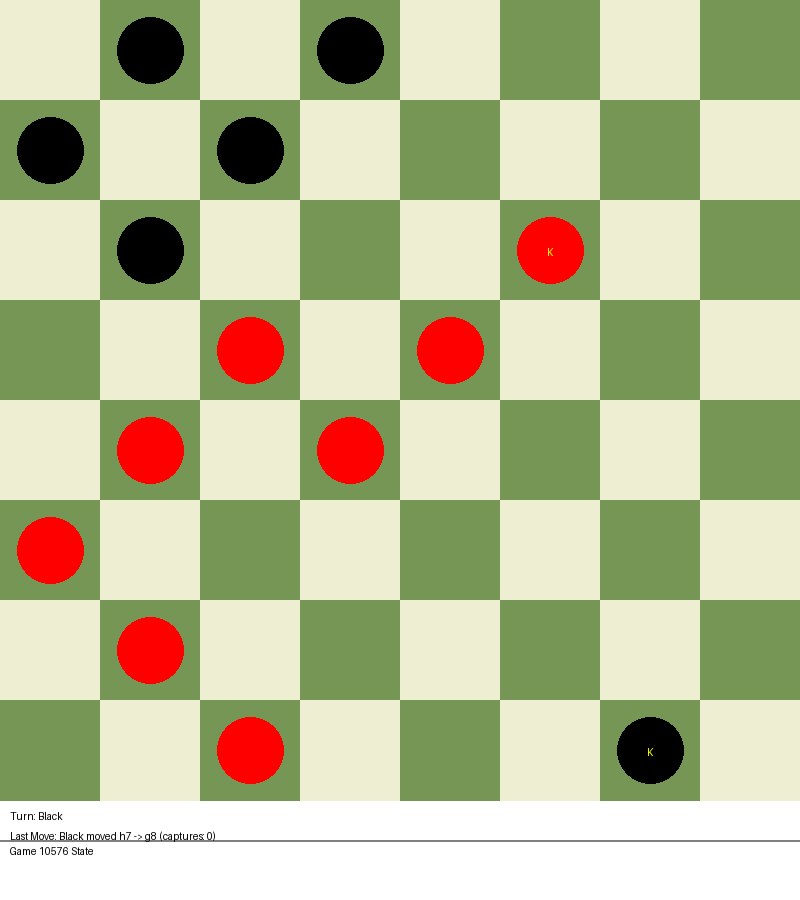 K
K
Turn: Black
Last Move: Black moved h7 -> g8 (captures: 0)
Game 10576 State